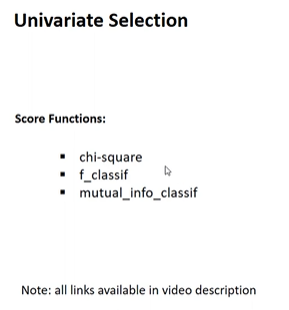 Univariate Selection
Score Functions:
▪ chi-square
▪ f_classif
▪ mutual_info_classif
Note: all links available in video description